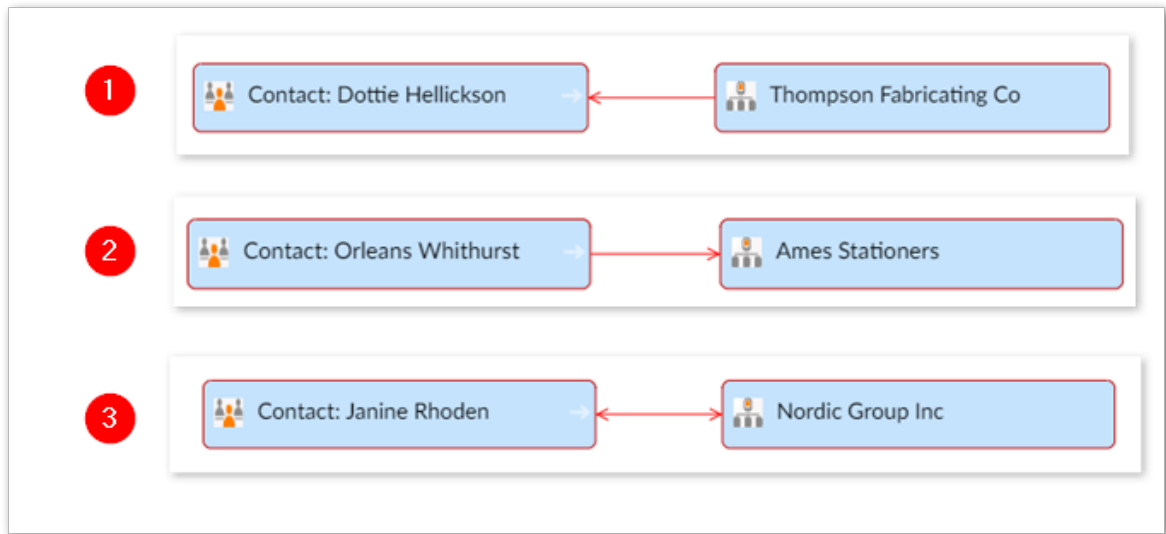 1
Contact: Dottie Hellickson
Thompson Fabricating Co
2
Contact: Orleans Whithurst
Ames Stationers
3
Contact: Janine Rhoden
Nordic Group Inc